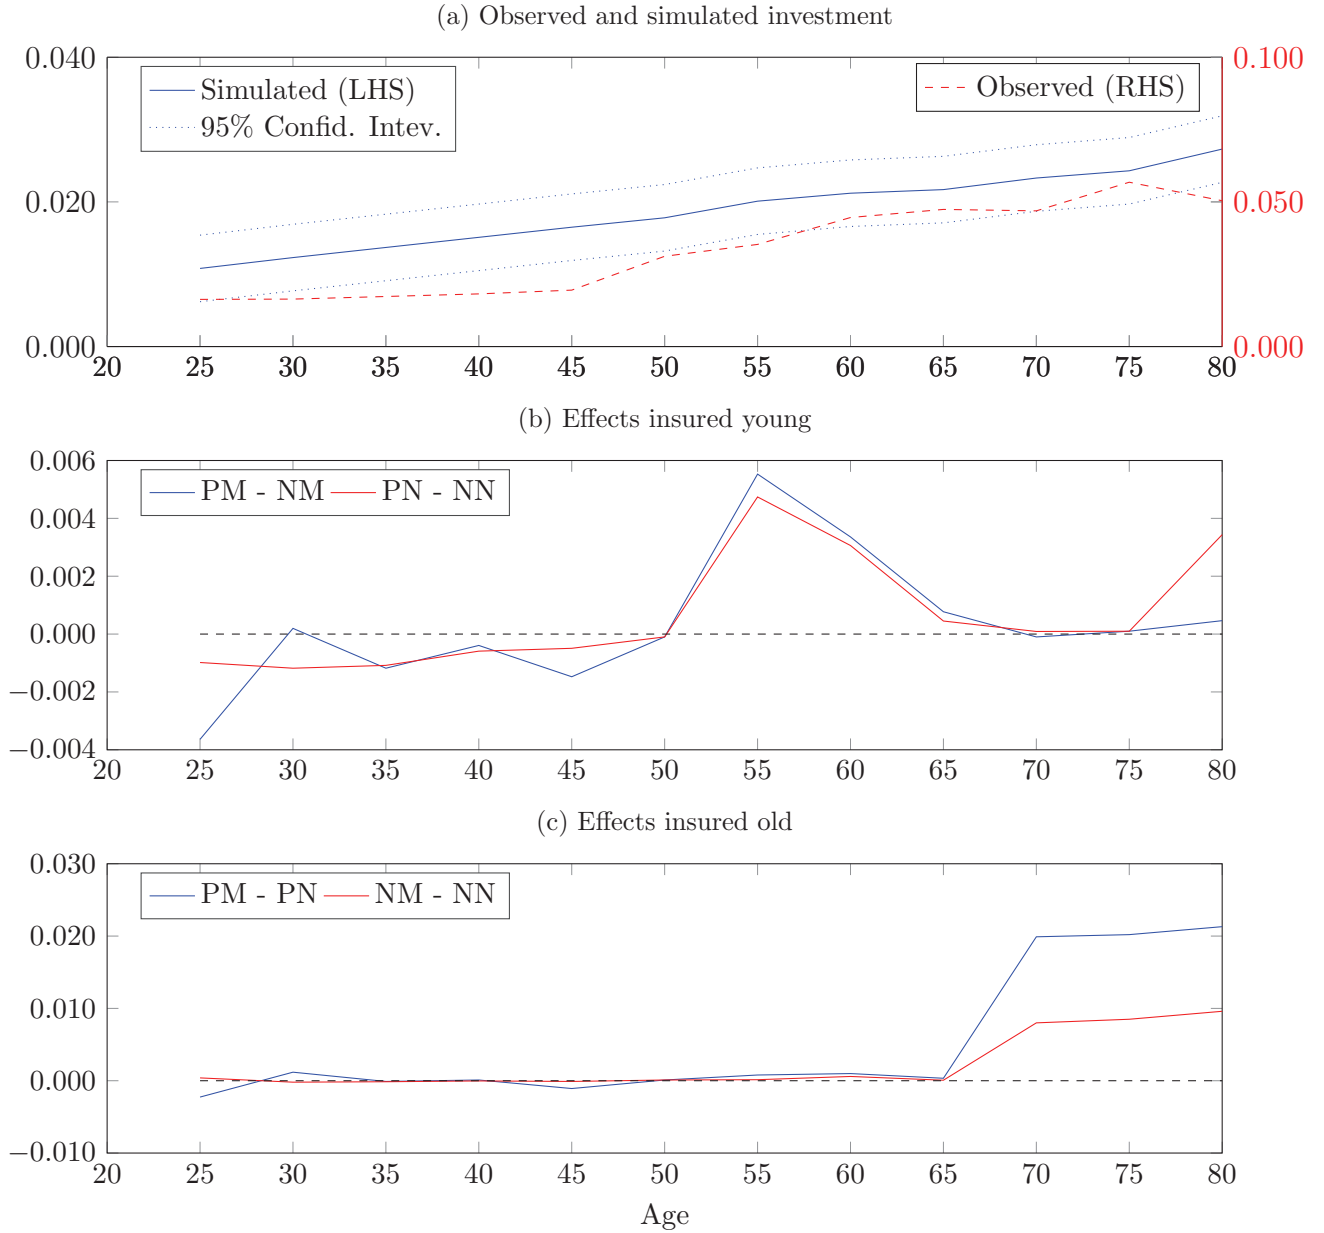 (a) Observed and simulated investment
0.040 0.100
Simulated (LHS) Observed (RHS)
95% Confid. Intev.
0.020 0.050
0.000 0.000
20 25 30 35 40 45 50 55 60 65 70 75 80
(b) Effects insured young
0.006
PM - NM PN - NN
0.004
0.002
0.000
−0.002
−0.004
20 25 30 35 40 45 50 55 60 65 70 75 80
(c) Effects insured old
0.030
PM - PN NM - NN
0.020
0.010
0.000
−0.010
20 25 30 35 40 45 50 55 60 65 70 75 80
Age